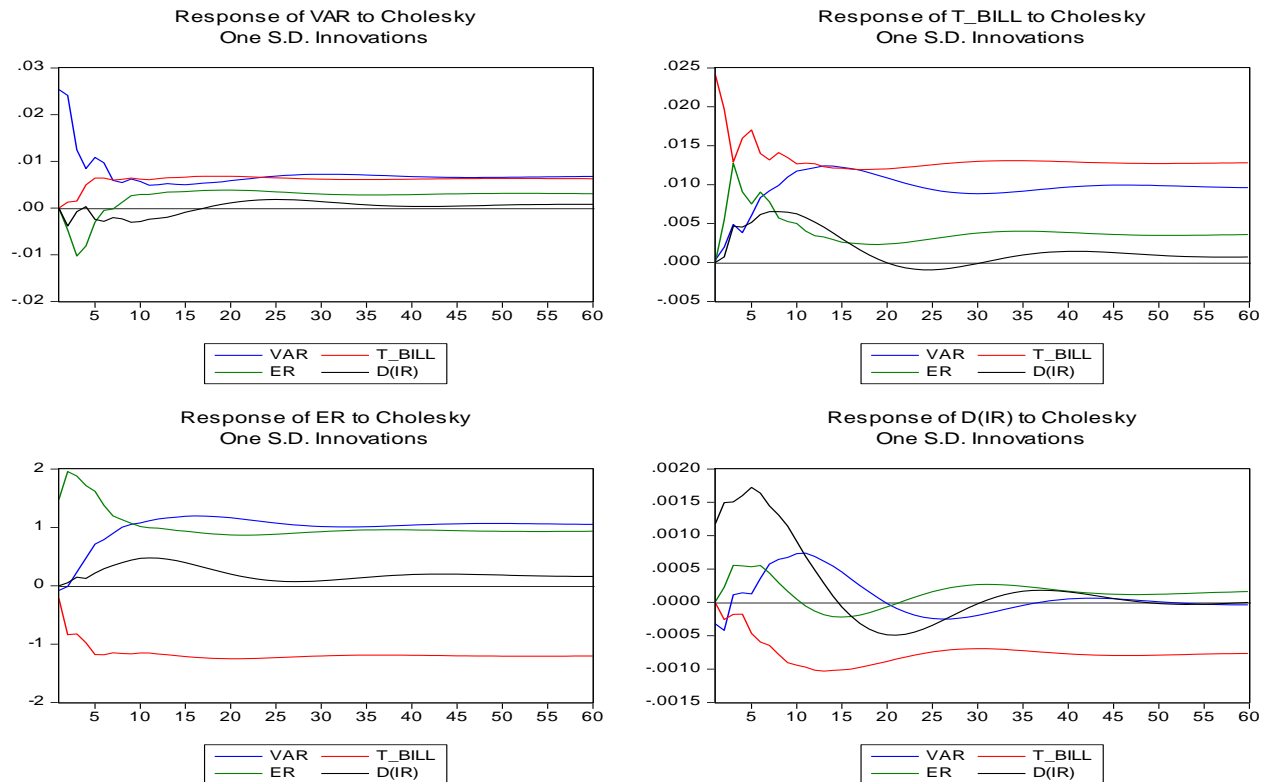 Response of VAR to Cholesky
One S.D. Innovations
.03
.02
.01
.00
-.01
-.02
5 10 15 20 25 30 35 40 45 50 55 60
VAR T_BILL
ER D(IR)
Response of T_BILL to Cholesky
One S.D. Innovations
.025
.020
.015
.010
.005
.000
-.005
5 10 15 20 25 30 35 40 45 50 55 60
VAR T_BILL
ER D(IR)
Response of ER to Cholesky
One S.D. Innovations
2
1
0
-1
-2
5 10 15 20 25 30 35 40 45 50 55 60
VAR T_BILL
ER D(IR)
Response of D(IR) to Cholesky
One S.D. Innovations
.0020
.0015
.0010
.0005
.0000
-.0005
-.0010
-.0015
5 10 15 20 25 30 35 40 45 50 55 60
VAR T_BILL
ER D(IR)